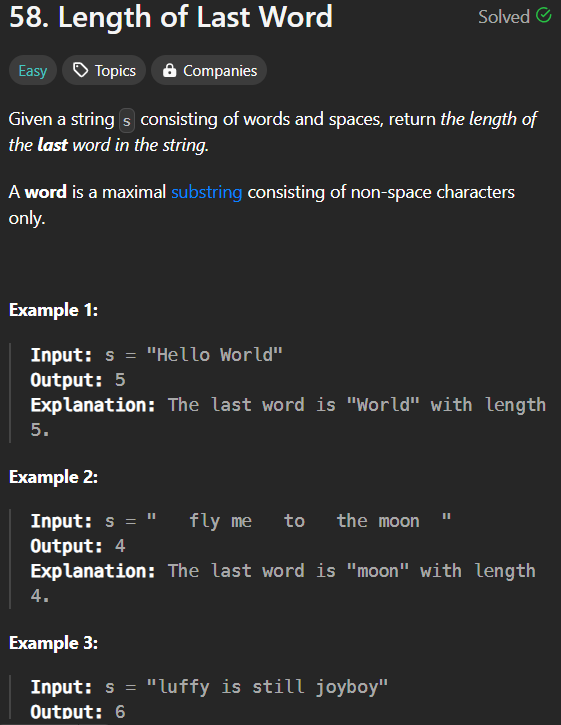 58. Length of Last Word
Solved
Easy
Topics
Companies
Given a string s consisting of words and spaces, return the length of
the last word in the string.
A word is a maximal substring consisting of non-space characters
only.
Example 1:
Input: s = "Hello World"
Output: 5
Explanation: The last word is "World" with length
5.
Example 2:
Input: s = "   fly me   to   the moon  "
Output: 4
Explanation: The last word is "moon" with length
4.
Example 3:
Input: s = "luffy is still joyboy"
Output: 6